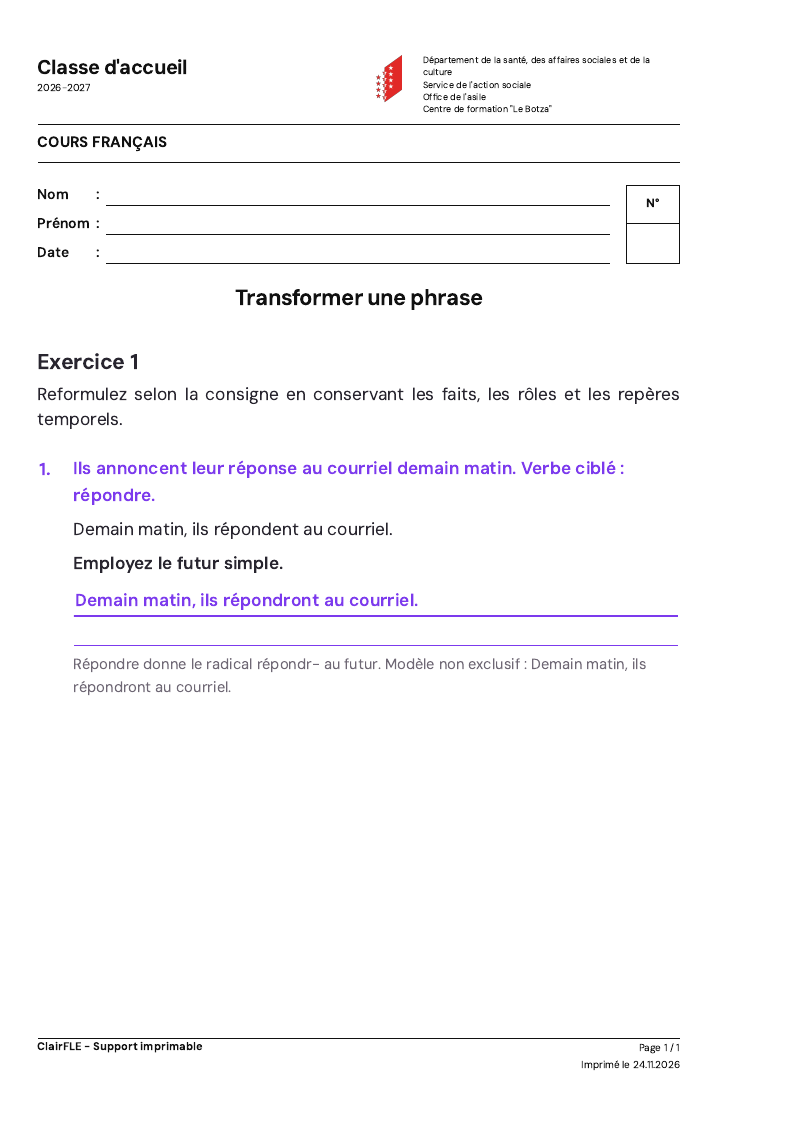 Classe d'accueil
2026-2027
Département de la santé, des affaires sociales et de la
culture
Service de l'action sociale
Office de l'asile
Centre de formation "Le Botza"
COURS FRANÇAIS
Nom :
Prénom :
Date :
N°
Transformer une phrase
Exercice 1
Reformulez selon la consigne en conservant les faits, les rôles et les repères
temporels.
1. Ils annoncent leur réponse au courriel demain matin. Verbe ciblé :
répondre.
Demain matin, ils répondent au courriel.
Employez le futur simple.
Demain matin, ils répondront au courriel.
Répondre donne le radical répondr- au futur. Modèle non exclusif : Demain matin, ils
répondront au courriel.
ClairFLE - Support imprimable
Page 1 / 1
Imprimé le 24.11.2026